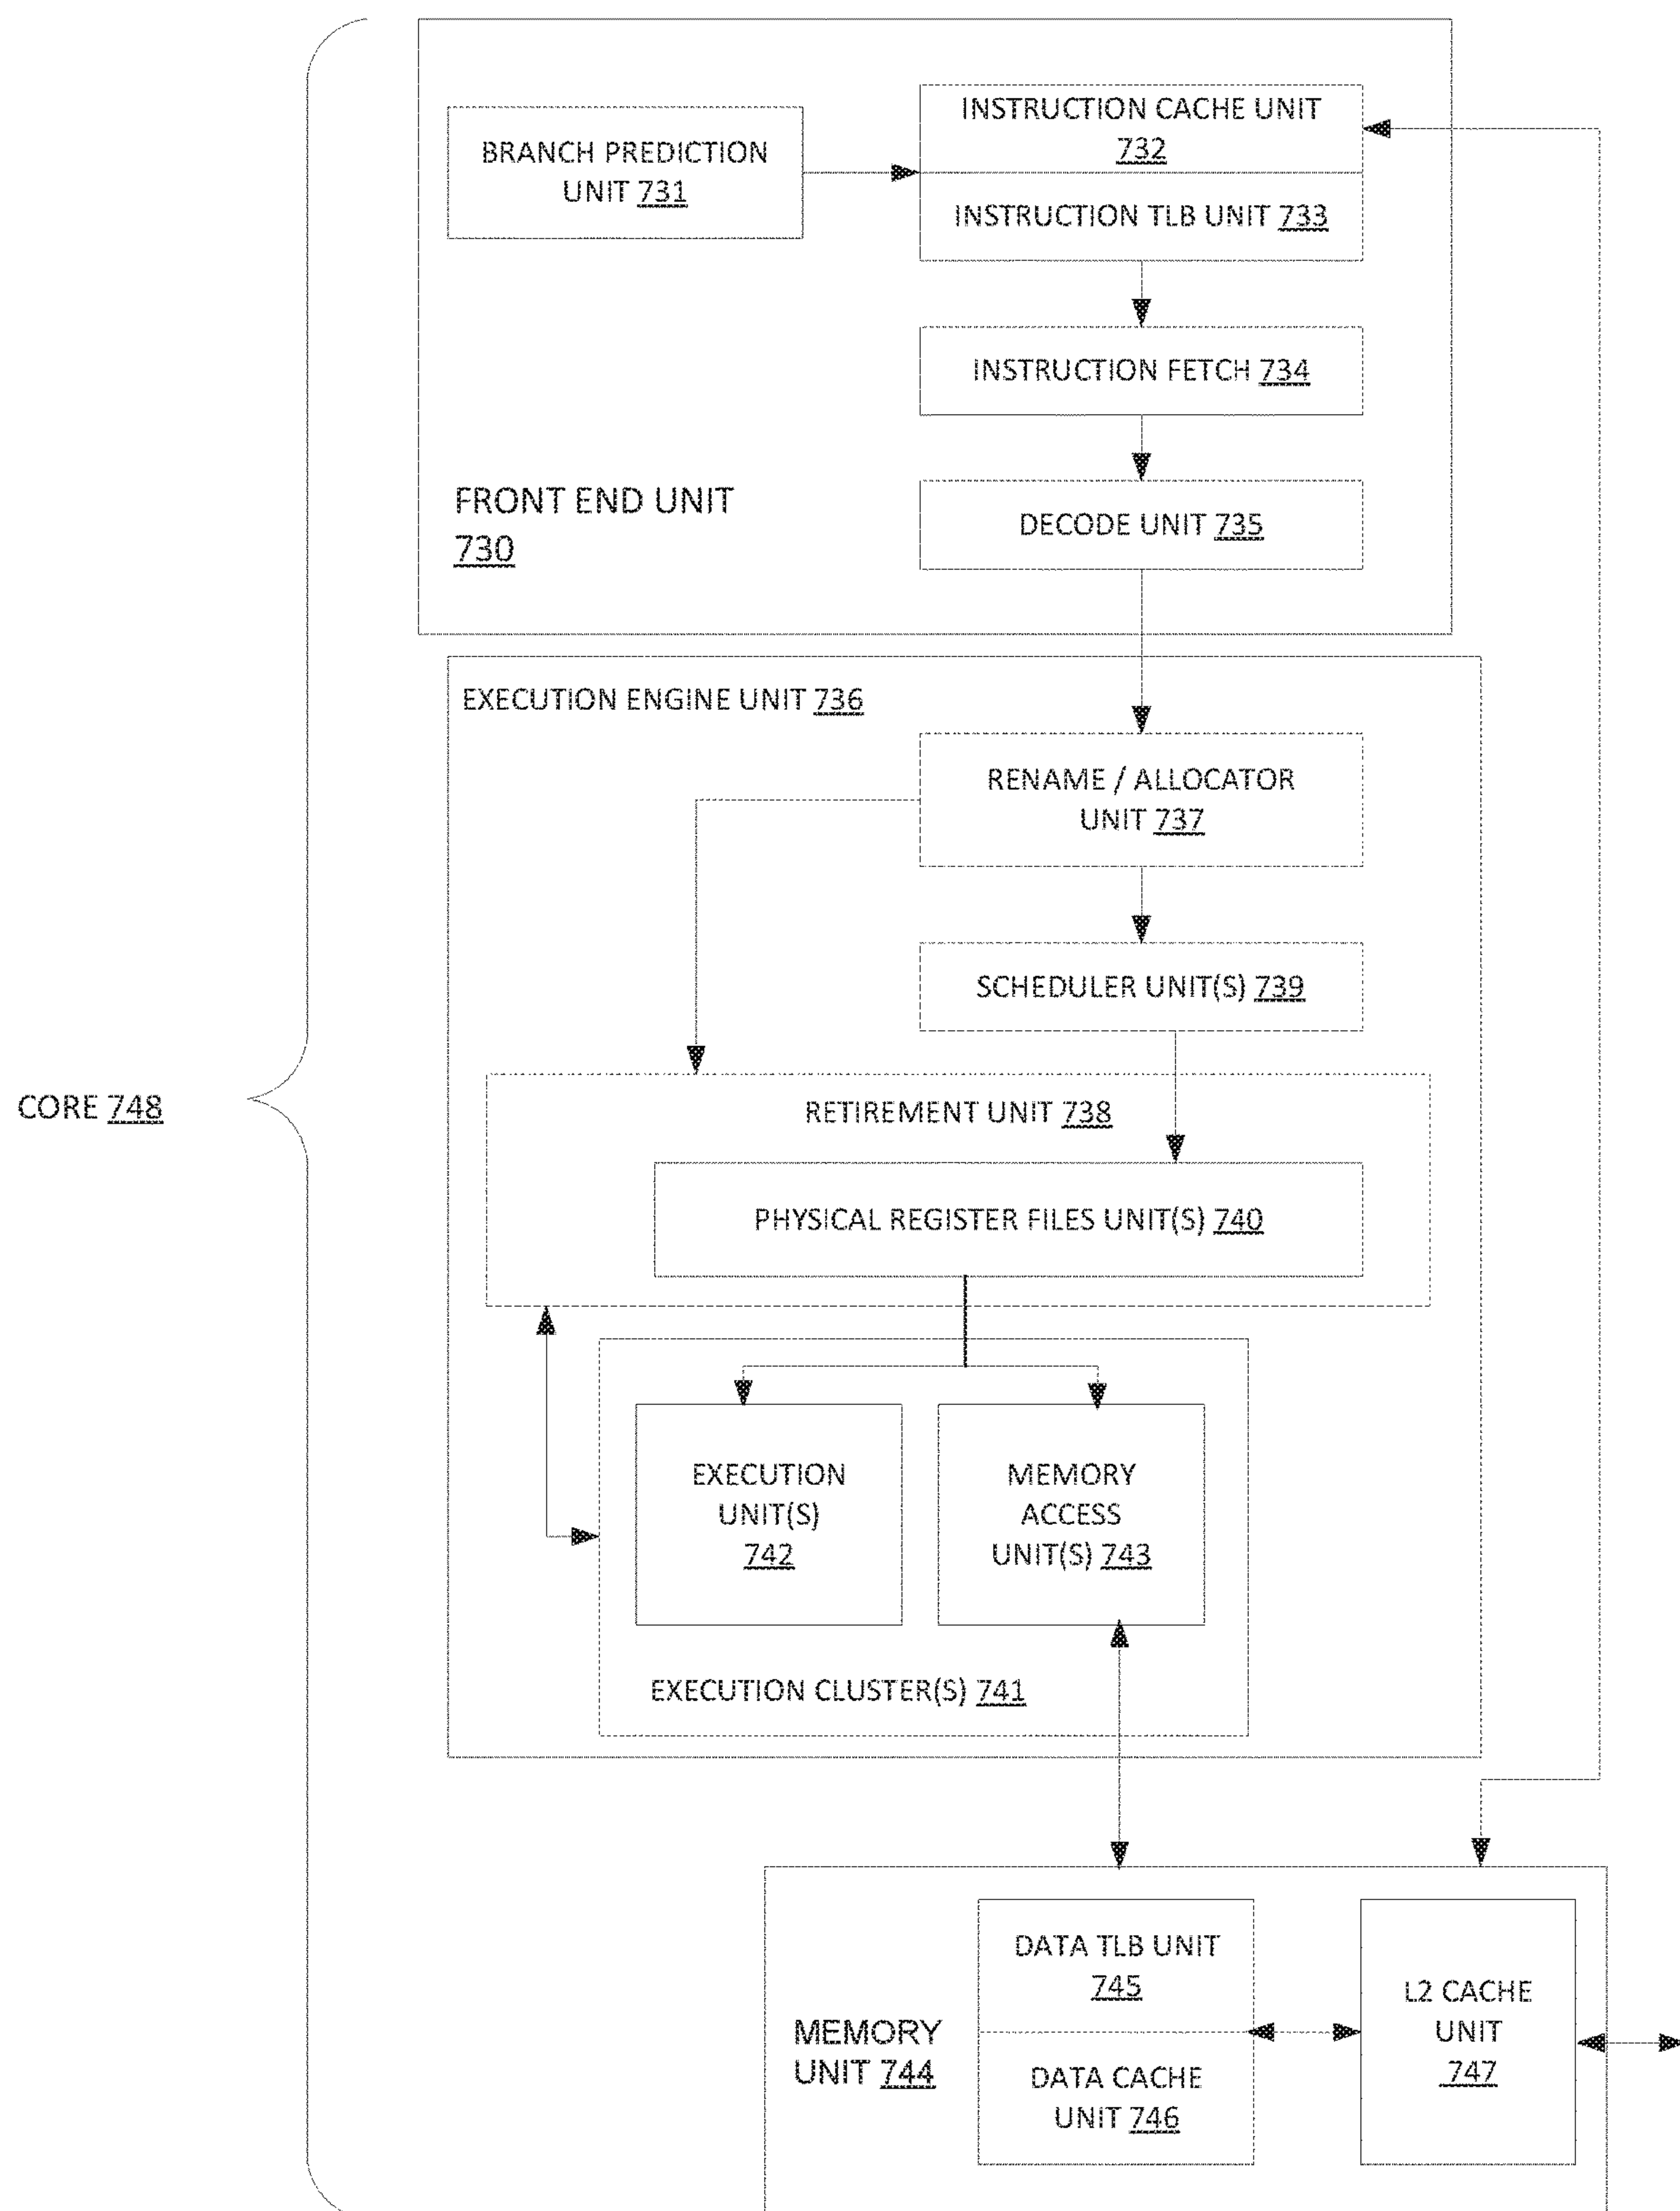 BRANCH PREDICTION
UNIT 731
INSTRUCTION CACHE UNIT
732
INSTRUCTION TLB UNIT 733
INSTRUCTION FETCH 734
FRONT END UNIT
730
DECODE UNIT 735
EXECUTION ENGINE UNIT 736
RENAME / ALLOCATOR
UNIT 737
SCHEDULER UNIT(S) 739
CORE 748
RETIREMENT UNIT 738
PHYSICAL REGISTER FILES UNIT(S) 740
EXECUTION
UNIT(S)
742
MEMORY
ACCESS
UNIT(S) 743
EXECUTION CLUSTER(S) 741
MEMORY
UNIT 744
DATA TLB UNIT
745
DATA CACHE
UNIT 746
L2 CACHE
UNIT
747